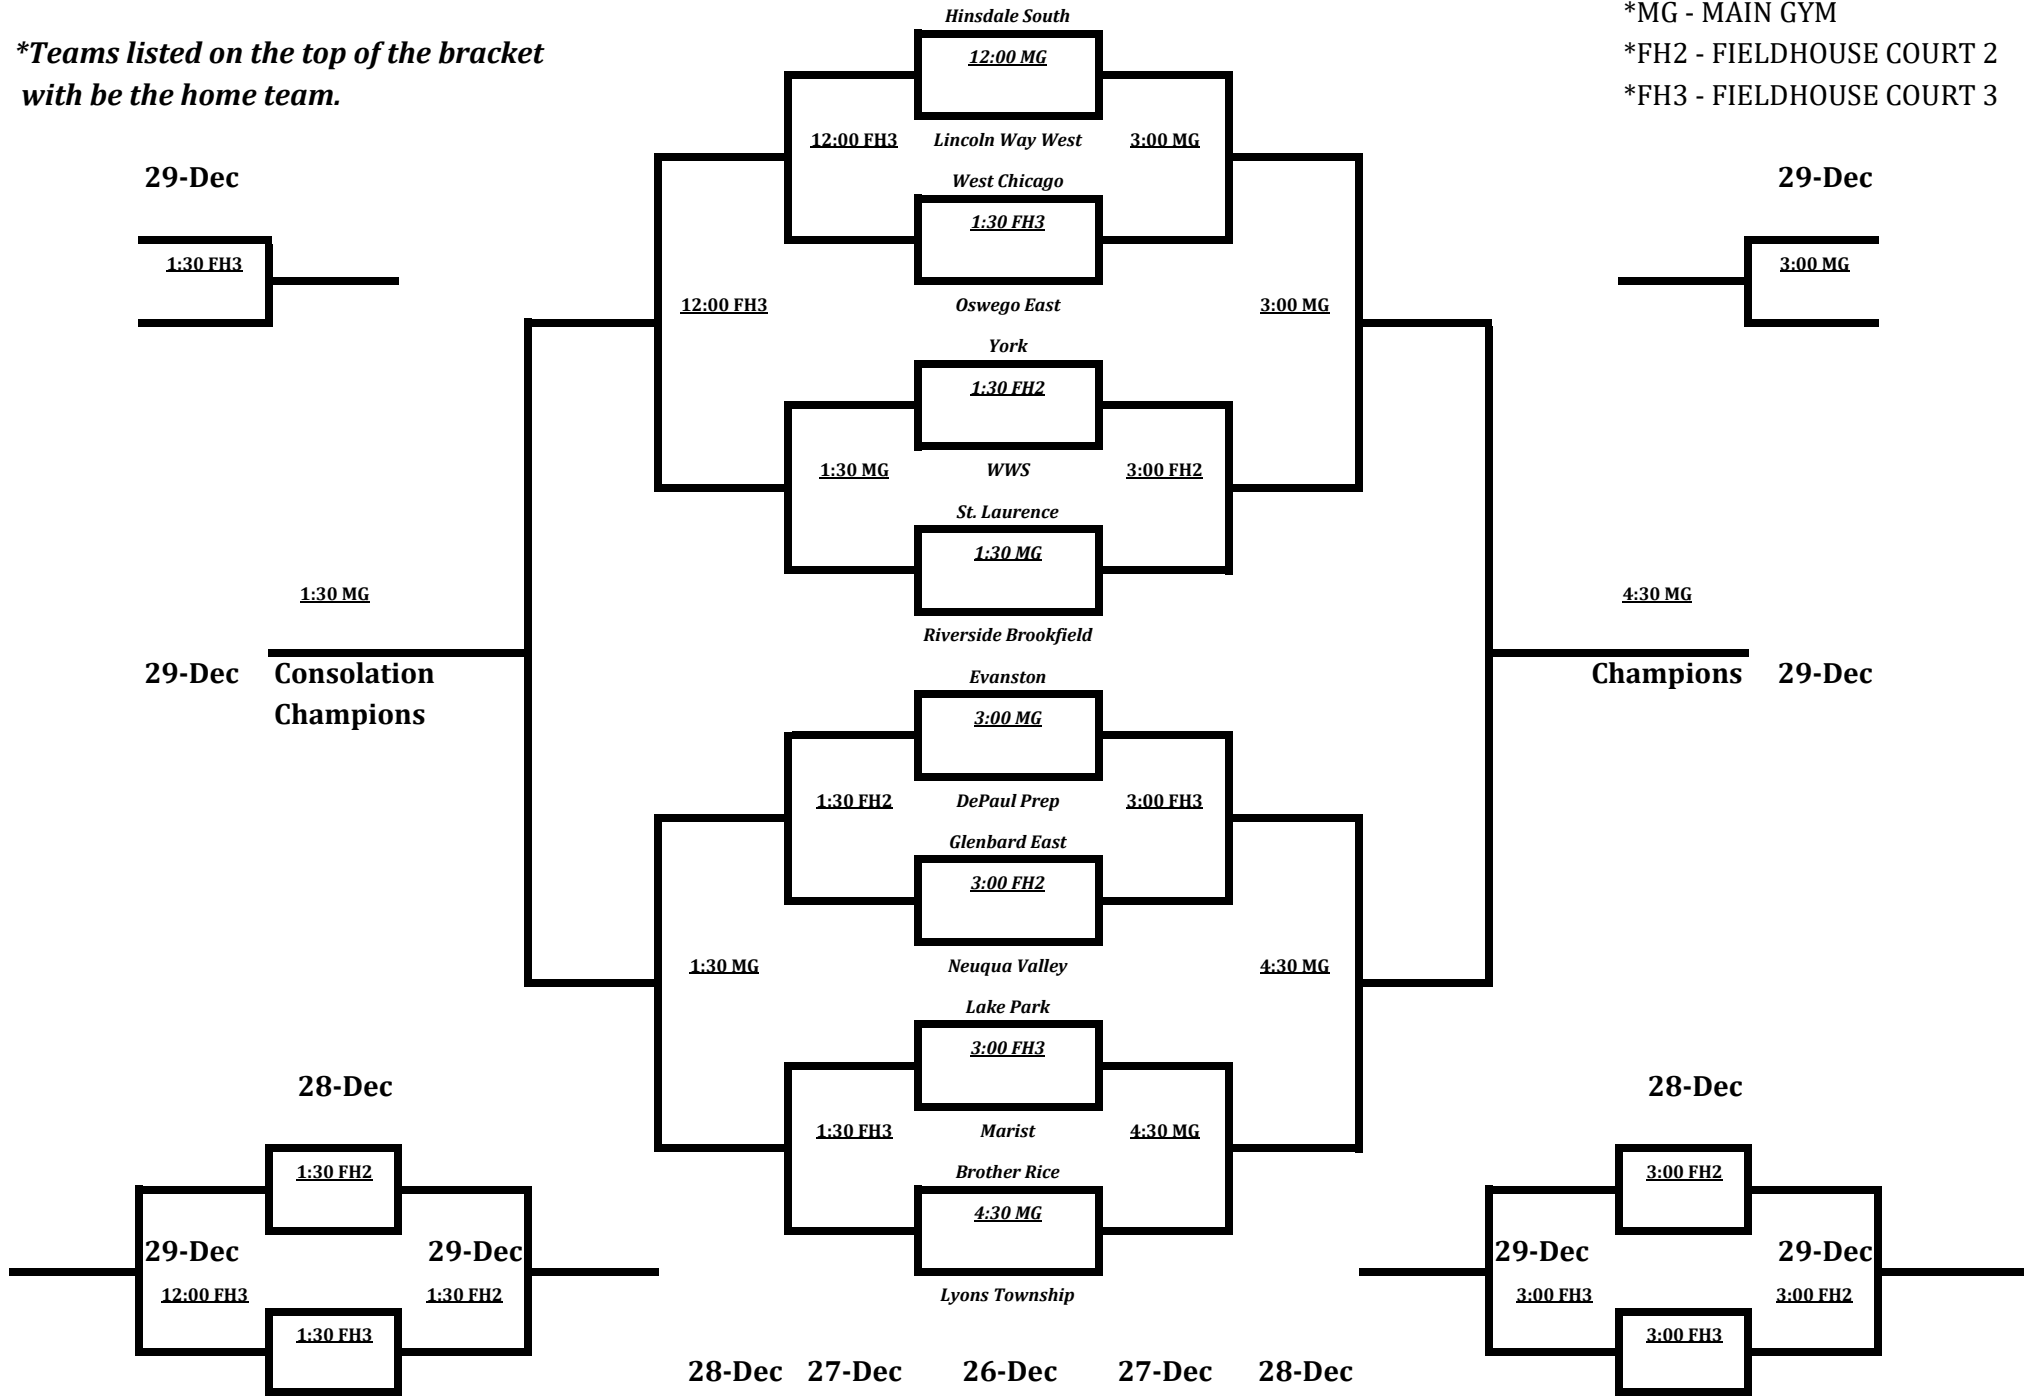 Hinsdale South
*MG - MAIN GYM
*Teams listed on the top of the bracket
with be the home team.
12:00 MG
*FH2 - FIELDHOUSE COURT 2
*FH3 - FIELDHOUSE COURT 3
12:00 FH3
Lincoln Way West
3:00 MG
29-Dec
West Chicago
29-Dec
1:30 FH3
1:30 FH3
3:00 MG
12:00 FH3
Oswego East
3:00 MG
York
1:30 FH2
1:30 MG
WWS
3:00 FH2
St. Laurence
1:30 MG
1:30 MG
4:30 MG
Riverside Brookfield
29-Dec
Consolation
Champions
Evanston
Champions
29-Dec
3:00 MG
1:30 FH2
DePaul Prep
3:00 FH3
Glenbard East
3:00 FH2
1:30 MG
Neuqua Valley
4:30 MG
Lake Park
3:00 FH3
28-Dec
28-Dec
1:30 FH3
Marist
4:30 MG
1:30 FH2
Brother Rice
3:00 FH2
4:30 MG
29-Dec
29-Dec
29-Dec
29-Dec
12:00 FH3
1:30 FH2
Lyons Township
3:00 FH3
3:00 FH2
1:30 FH3
3:00 FH3
28-Dec
27-Dec
26-Dec
27-Dec
28-Dec